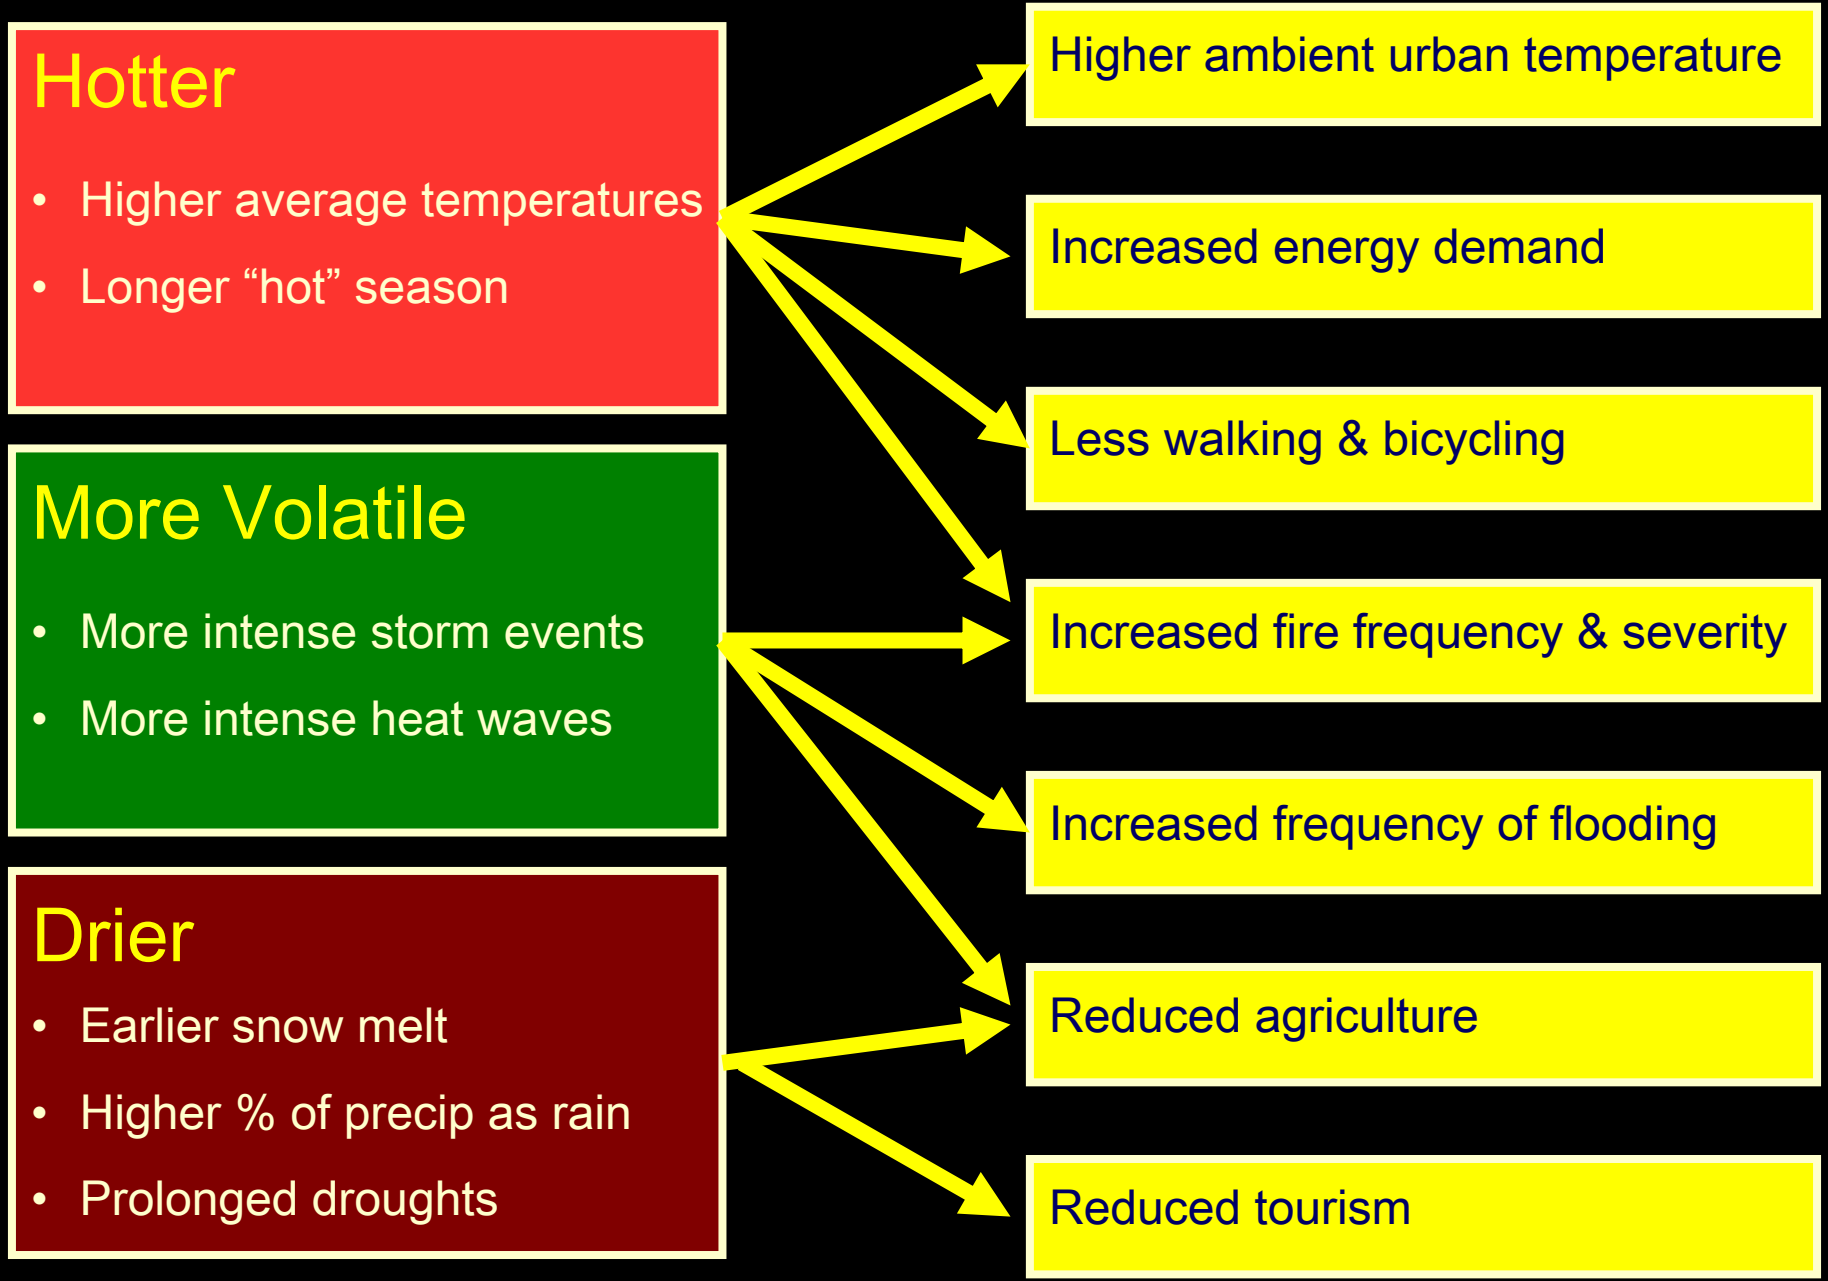 Hotter
• Higher average temperatures
• Longer “hot” season
More Volatile
• More intense storm events
• More intense heat waves
Drier
• Earlier snow melt
• Higher % of precip as rain
• Prolonged droughts
Higher ambient urban temperature
Increased energy demand
Less walking & bicycling
Increased fire frequency & severity
Increased frequency of flooding
Reduced agriculture
Reduced tourism